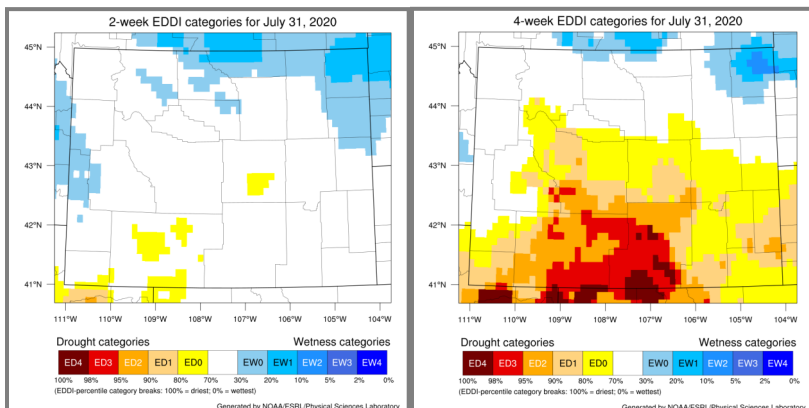 2-week EDDI categories for July 31, 2020
45°N
44°N
43°N
42°N
41°N
111°W 110°W 109°W 108°W 107°W 106°W 105°W 104°W
Drought categories Wetness categories
ED4 ED3 ED2 ED1 ED0 EW0 EW1 EW2 EW3 EW4
100% 98% 95% 90% 80% 70% 30% 20% 10% 5% 2% 0%
(EDDI-percentile category breaks: 100% = driest; 0% = wettest)
Generated by NOAA/ESRL/Physical Sciences Laboratory
4-week EDDI categories for July 31, 2020
45°N
44°N
43°N
42°N
41°N
111°W 110°W 109°W 108°W 107°W 106°W 105°W 104°W
Drought categories Wetness categories
ED4 ED3 ED2 ED1 ED0 EW0 EW1 EW2 EW3 EW4
100% 98% 95% 90% 80% 70% 30% 20% 10% 5% 2% 0%
(EDDI-percentile category breaks: 100% = driest; 0% = wettest)
Generated by NOAA/ESRL/Physical Sciences Laboratory